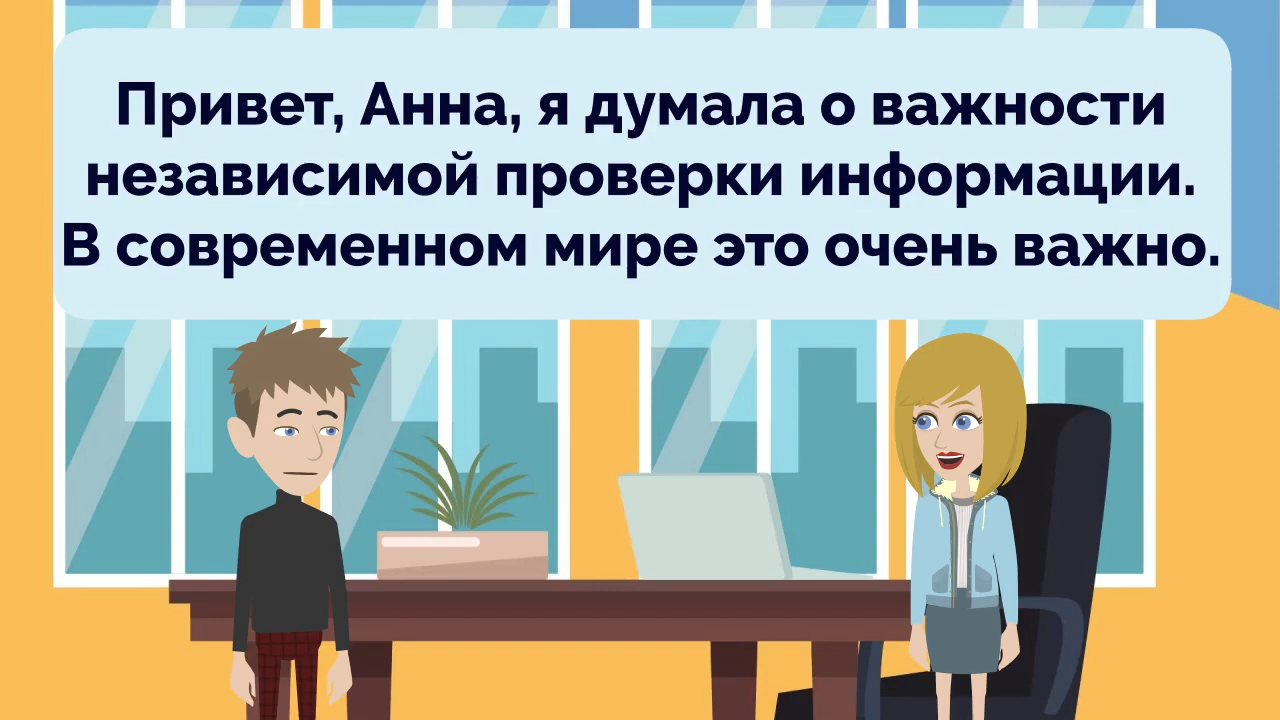 Привет, Анна, я думала о важности
независимой проверки информации.
В современном мире это очень важно.